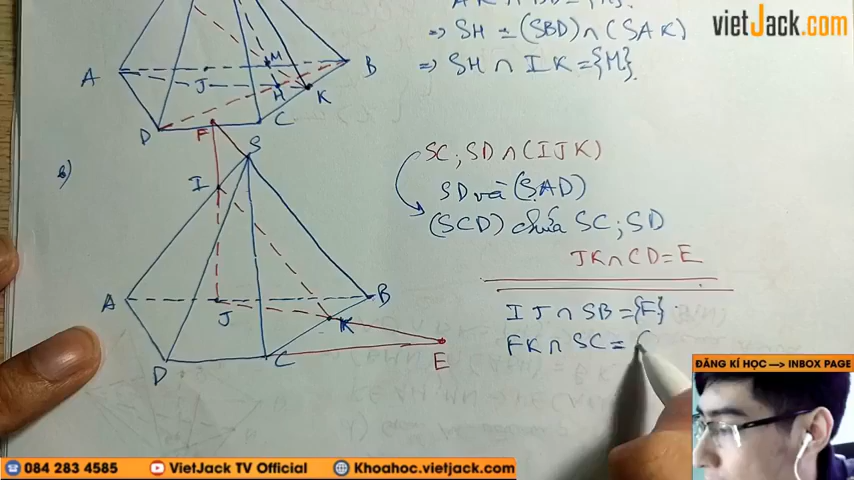 vietJack.com
⇒ SH = (SBD) ∩ (SAK)
⇒ SH ∩ IK = {M}.
A
J
M
H
B
K
D
C
F
S
b)
I
SC; SD ∩ (IJK)
SD và (SAD)
(SCD) chứa SC; SD
JK ∩ CD = E
A
J
B
K
D
C
E
IJ ∩ SB = {F}
FK ∩ SC =
ĐĂNG KÍ HỌC ---> INBOX PAGE
084 283 4585
VietJack TV Official
Khoahoc.vietjack.com